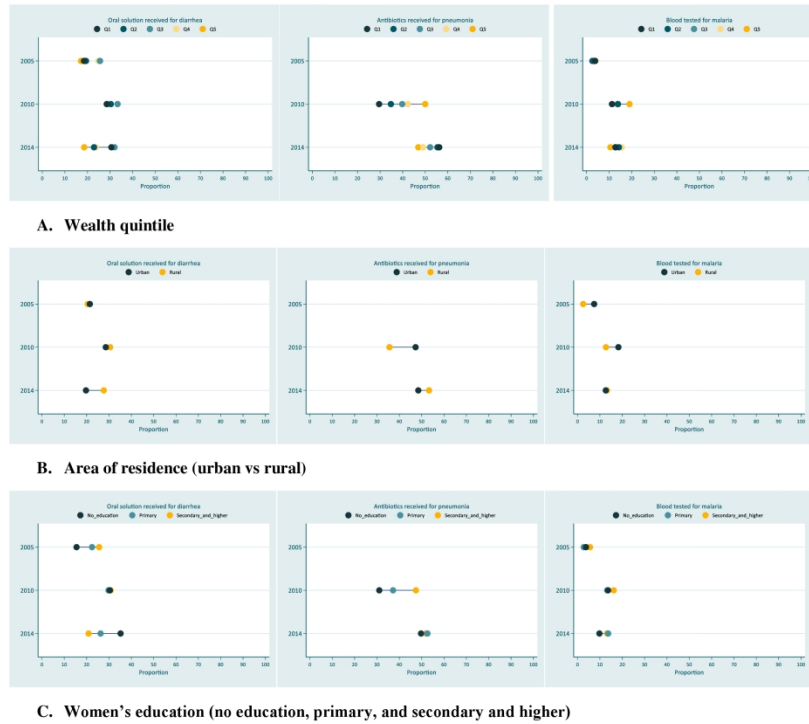 Oral solution received for diarrhea
Q1 Q2 Q3 Q4 Q5
2005
2010
2014
0 10 20 30 40 50 60 70 80 90 100
Proportion
Antibiotics received for pneumonia
Q1 Q2 Q3 Q4 Q5
2005
2010
2014
0 10 20 30 40 50 60 70 80 90 100
Proportion
Blood tested for malaria
Q1 Q2 Q3 Q4 Q5
2005
2010
2014
0 10 20 30 40 50 60 70 80 90 100
Proportion
A. Wealth quintile
Oral solution received for diarrhea
Urban Rural
2005
2010
2014
0 10 20 30 40 50 60 70 80 90 100
Proportion
Antibiotics received for pneumonia
Urban Rural
2005
2010
2014
0 10 20 30 40 50 60 70 80 90 100
Proportion
Blood tested for malaria
Urban Rural
2005
2010
2014
0 10 20 30 40 50 60 70 80 90 100
Proportion
B. Area of residence (urban vs rural)
Oral solution received for diarrhea
No_education Primary Secondary_and_higher
2005
2010
2014
0 10 20 30 40 50 60 70 80 90 100
Proportion
Antibiotics received for pneumonia
No_education Primary Secondary_and_higher
2005
2010
2014
0 10 20 30 40 50 60 70 80 90 100
Proportion
Blood tested for malaria
No_education Primary Secondary_and_higher
2005
2010
2014
0 10 20 30 40 50 60 70 80 90 100
Proportion
C. Women's education (no education, primary, and secondary and higher)